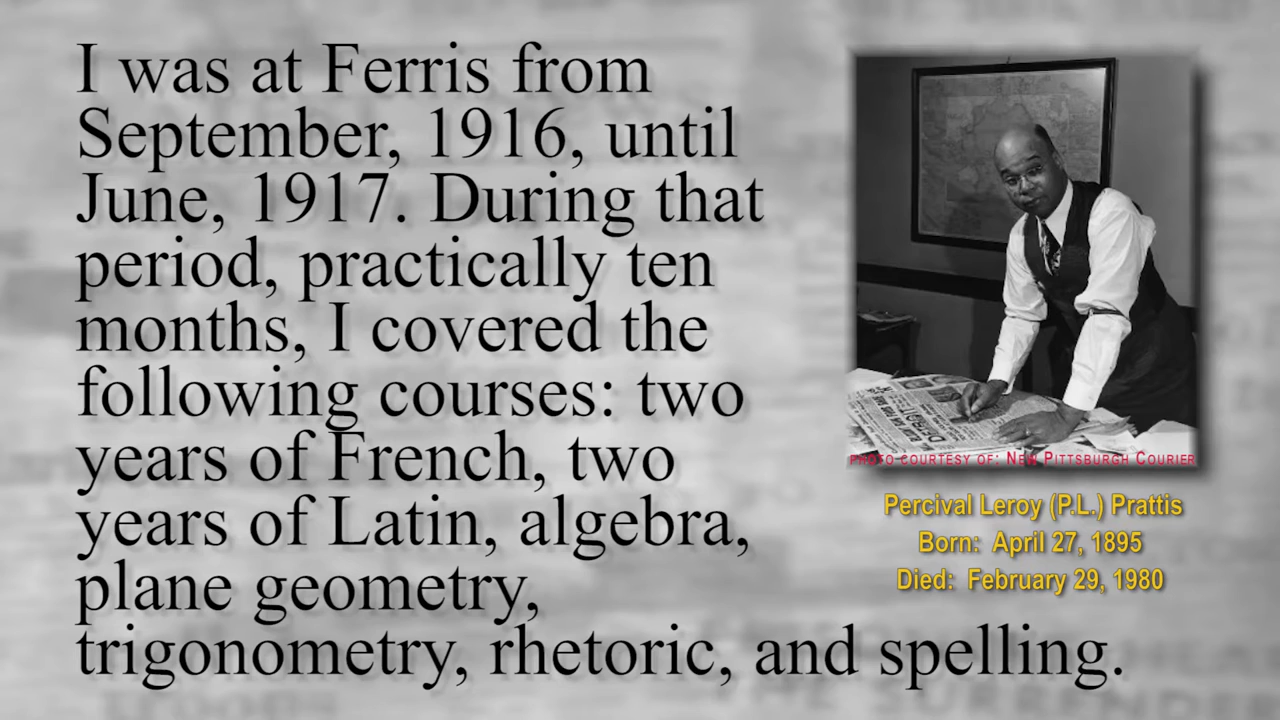 I was at Ferris from
September, 1916, until
June, 1917. During that
period, practically ten
months, I covered the
following courses: two
years of French, two
years of Latin, algebra,
plane geometry,
trigonometry, rhetoric, and spelling.
PHOTO COURTESY OF: NEW PITTSBURGH COURIER
Percival Leroy (P.L.) Prattis
Born: April 27, 1895
Died: February 29, 1980